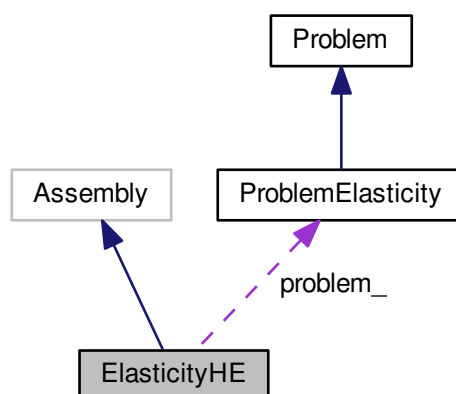 Problem
Assembly
ProblemElasticity
problem_
ElasticityHE